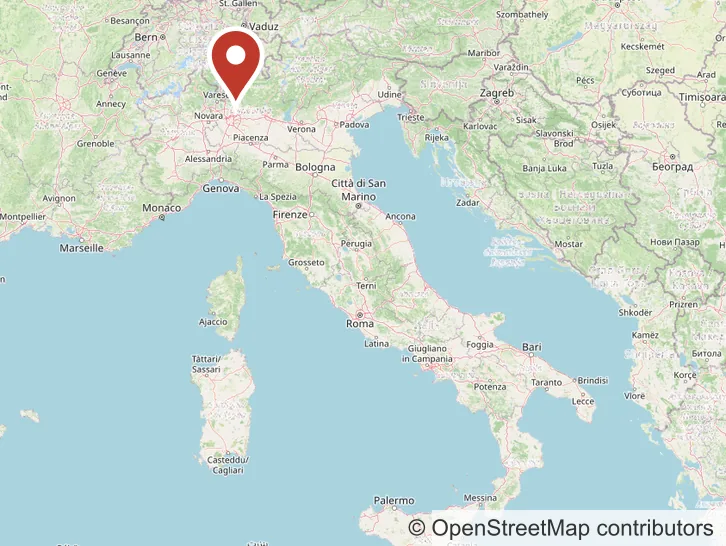 St.Gallen
Szombathely
Besançon
Vaduz
Bern
Kecskemét
Maribor
Lausanne
Pécs
Szeged
Arad
Genève
Varaždin
Varese
Udine
Zagreb
Суботица
Timișoara
Annecy
Novara
Verona
Padova
Trieste
Sisak
Osijek
Rijeka
Karlovac
Piacenza
Slavonski
Brod
Grenoble
Alessandria
Parma
Bologna
Tuzla
Београд
Banja Luka
Genova
Città di San
Marino
La Spezia
Avignon
Monaco
Firenze
Ancona
Zadar
Montpellier
Marseille
Perugia
Mostar
Нови Пазар
Grosseto
Terni
Prizren
Shkodër
Ajaccio
Roma
Latina
Giugliano
in Campania
Foggia
Bari
Каменз
Битола
Tàttari/
Sassari
Potenza
Taranto
Brindisi
Lecce
Korçë
Vlorë
Casteddu/
Cagliari
Palermo
Messina
© OpenStreetMap contributors